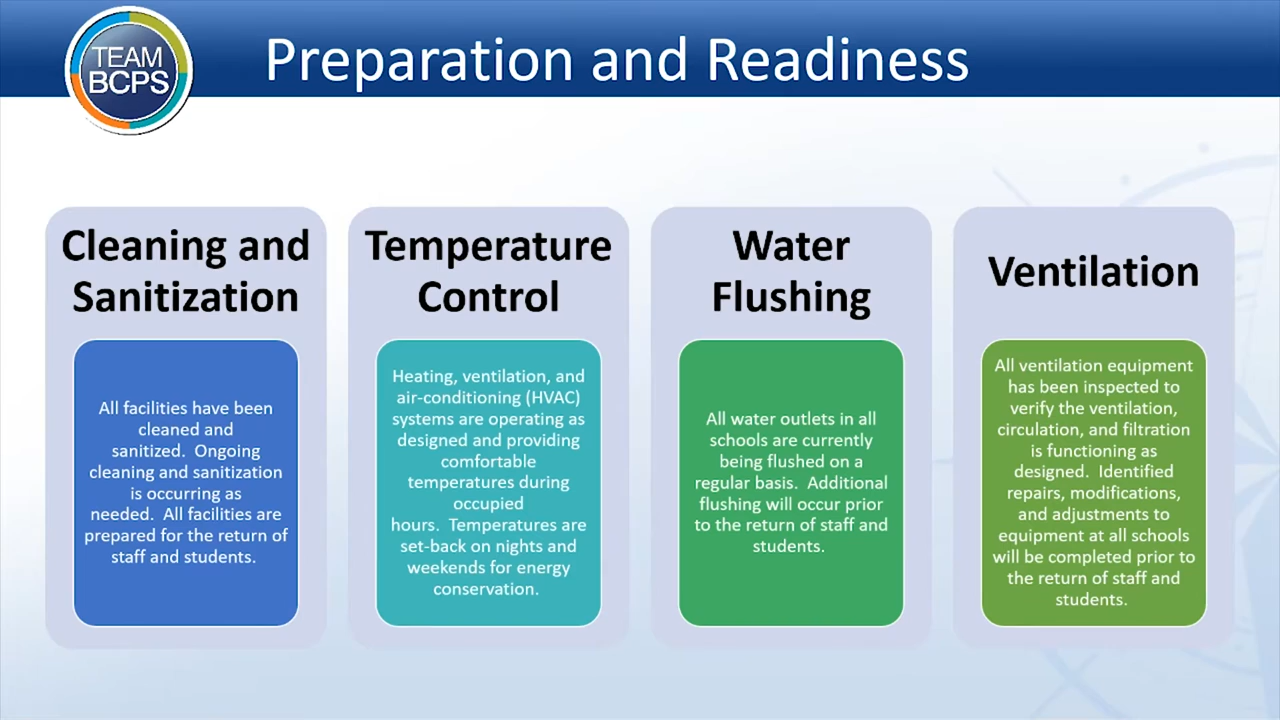 TEAM
BCPS
Preparation and Readiness
Cleaning and
Sanitization
All facilities have been
cleaned and
sanitized.  Ongoing
cleaning and sanitization
is occurring as
needed.  All facilities are
prepared for the return of
staff and students.
Temperature
Control
Heating, ventilation, and
air-conditioning (HVAC)
systems are operating as
designed and providing
comfortable
temperatures during
occupied
hours.  Temperatures are
set-back on nights and
weekends for energy
conservation.
Water
Flushing
All water outlets in all
schools are currently
being flushed on a
regular basis.  Additional
flushing will occur prior
to the return of staff and
students.
Ventilation
All ventilation equipment
has been inspected to
verify the ventilation,
circulation, and filtration
is functioning as
designed.  Identified
repairs, modifications,
and adjustments to
equipment at all schools
will be completed prior to
the return of staff and
students.